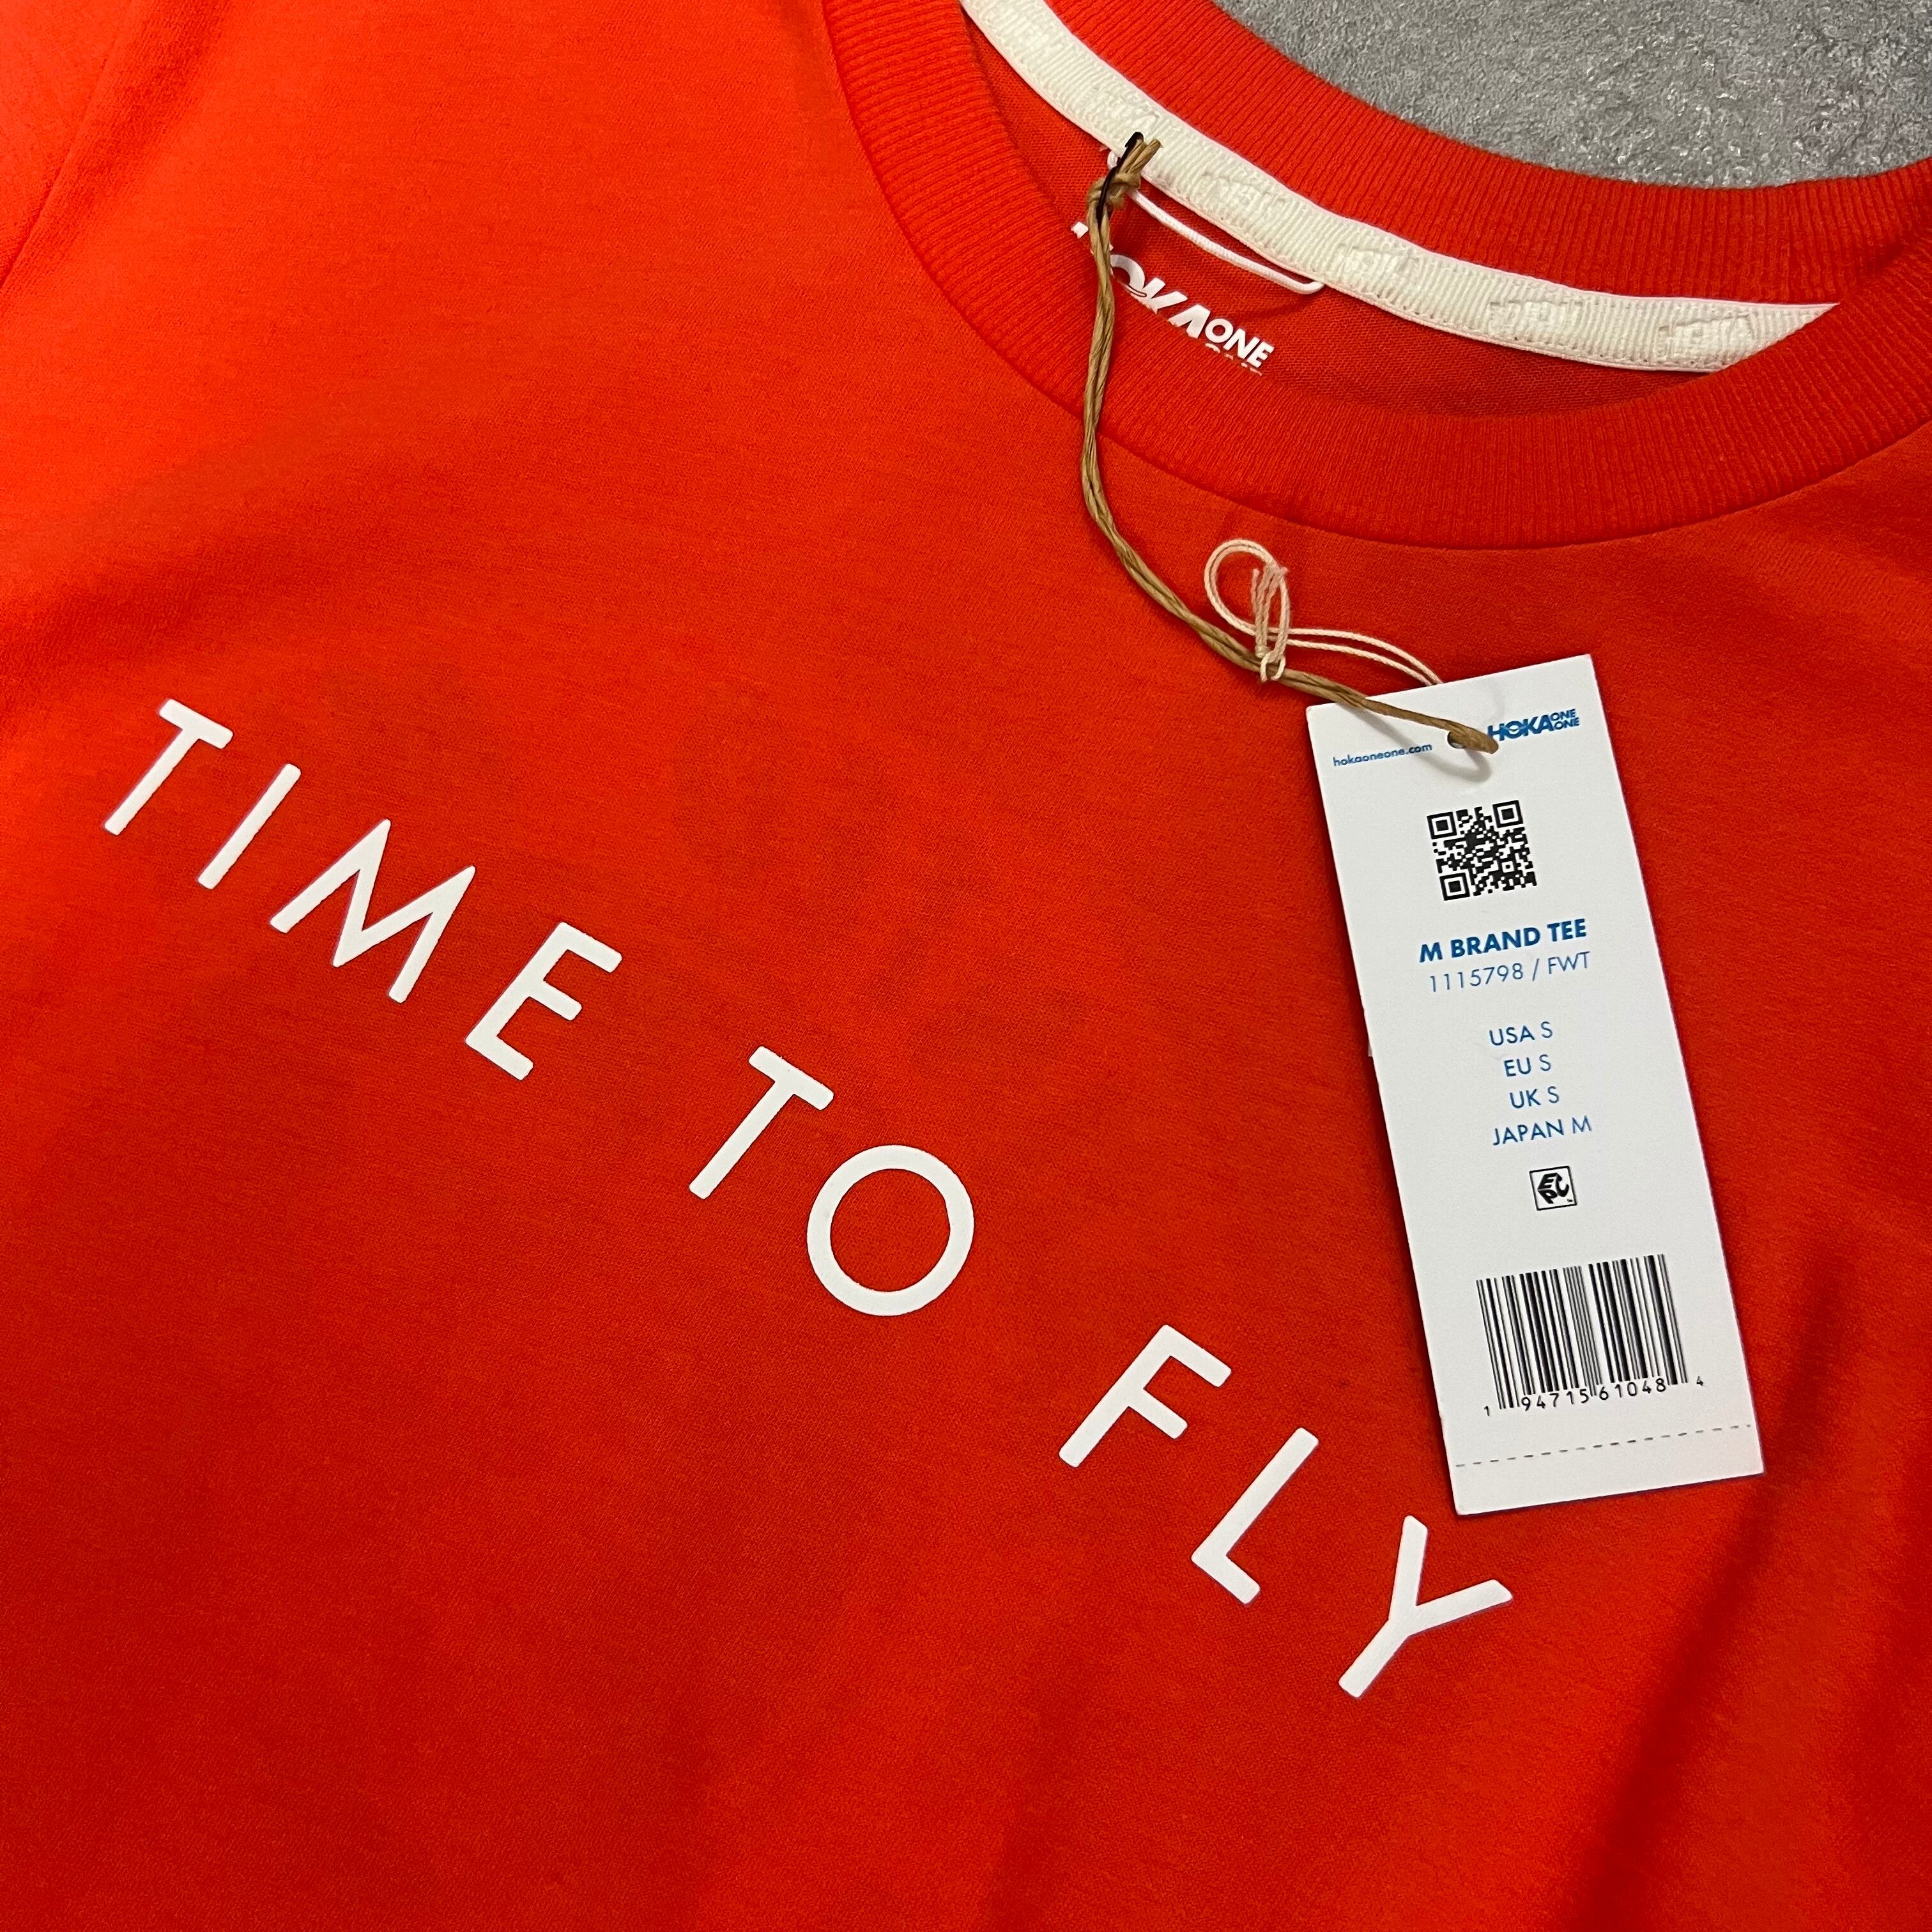 HOKA ONE
TIME TO FLY
hokaoneone.com
HOKA ONE ONE
M BRAND TEE
1115798 / FWT
USA S
EU S
UK S
JAPAN M
EPC
1 94715 61048 4